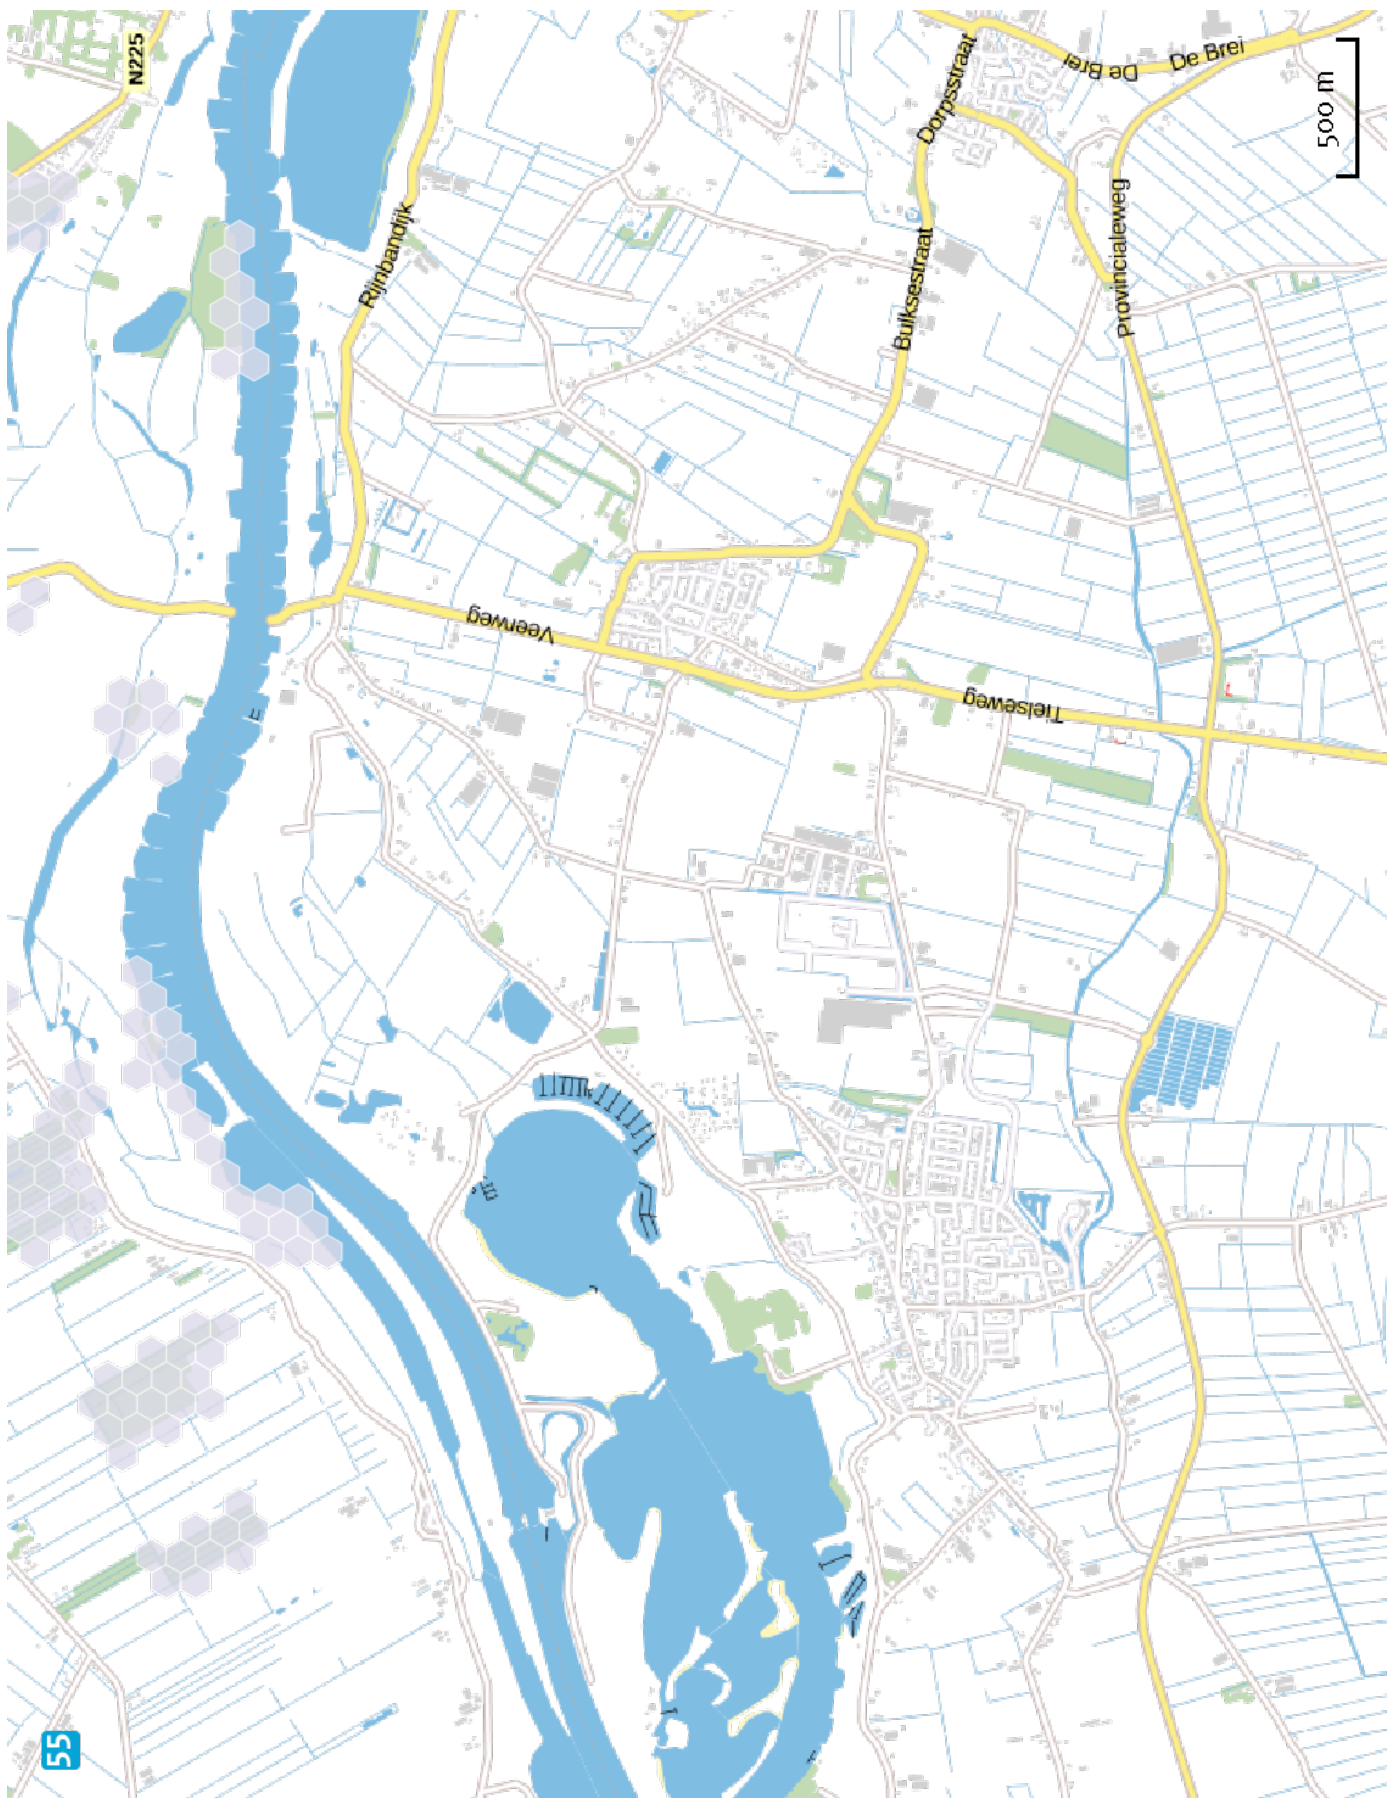 N225
Rijnbandijk
Dorpsstraat
De Brei
De Brei
Bulksestraat
Provincialeweg
500 m
Veerweg
Tielseweg
55